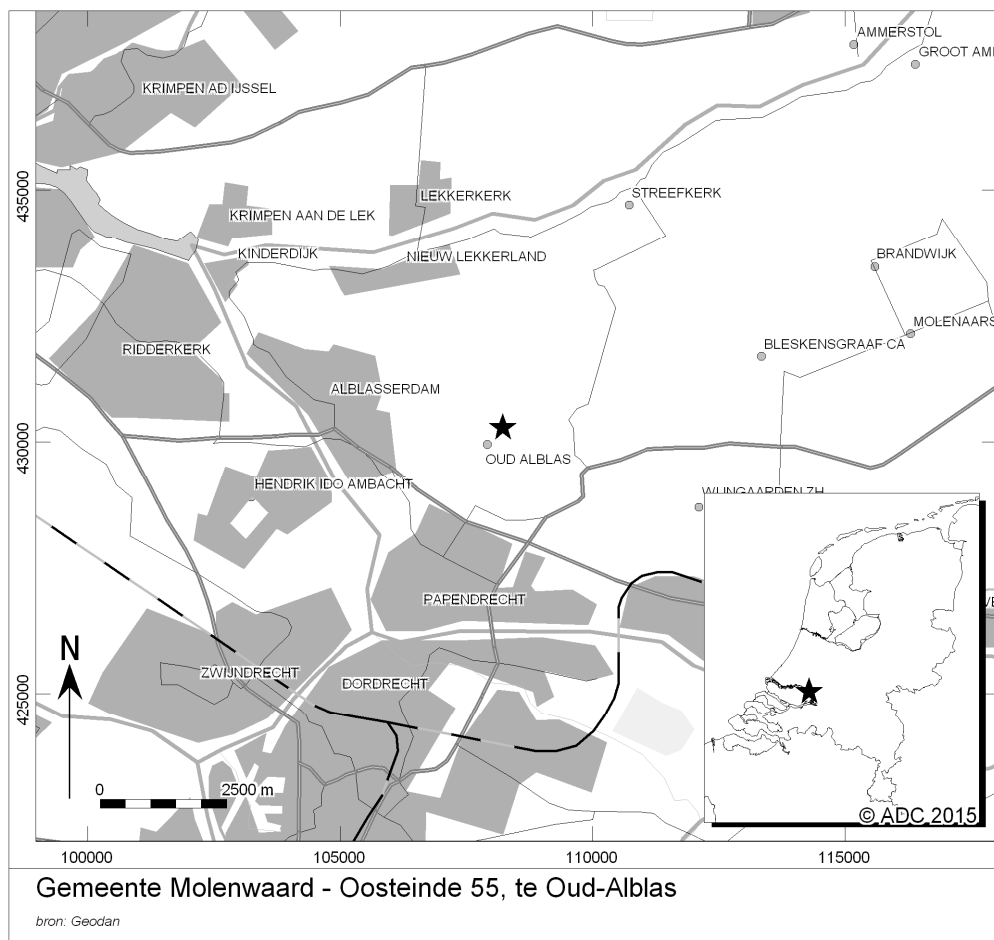 AMMERSTOL
GROOT AM
KRIMPEN AD IJSSEL
435000
LEKKERKERK
STREEFKERK
KRIMPEN AAN DE LEK
KINDERDIJK
NIEUW LEKKERLAND
BRANDWIJK
MOLENAARS
RIDDERKERK
BLESKENSGRAAF CA
ALBLASSERDAM
430000
OUD ALBLAS
HENDRIK IDO AMBACHT
WIJNGAARDEN ZH
PAPENDRECHT
N
ZWIJNDRECHT
DORDRECHT
425000
0 2500 m
© ADC 2015
100000 105000 110000 115000
Gemeente Molenwaard - Oosteinde 55, te Oud-Alblas
bron: Geodan